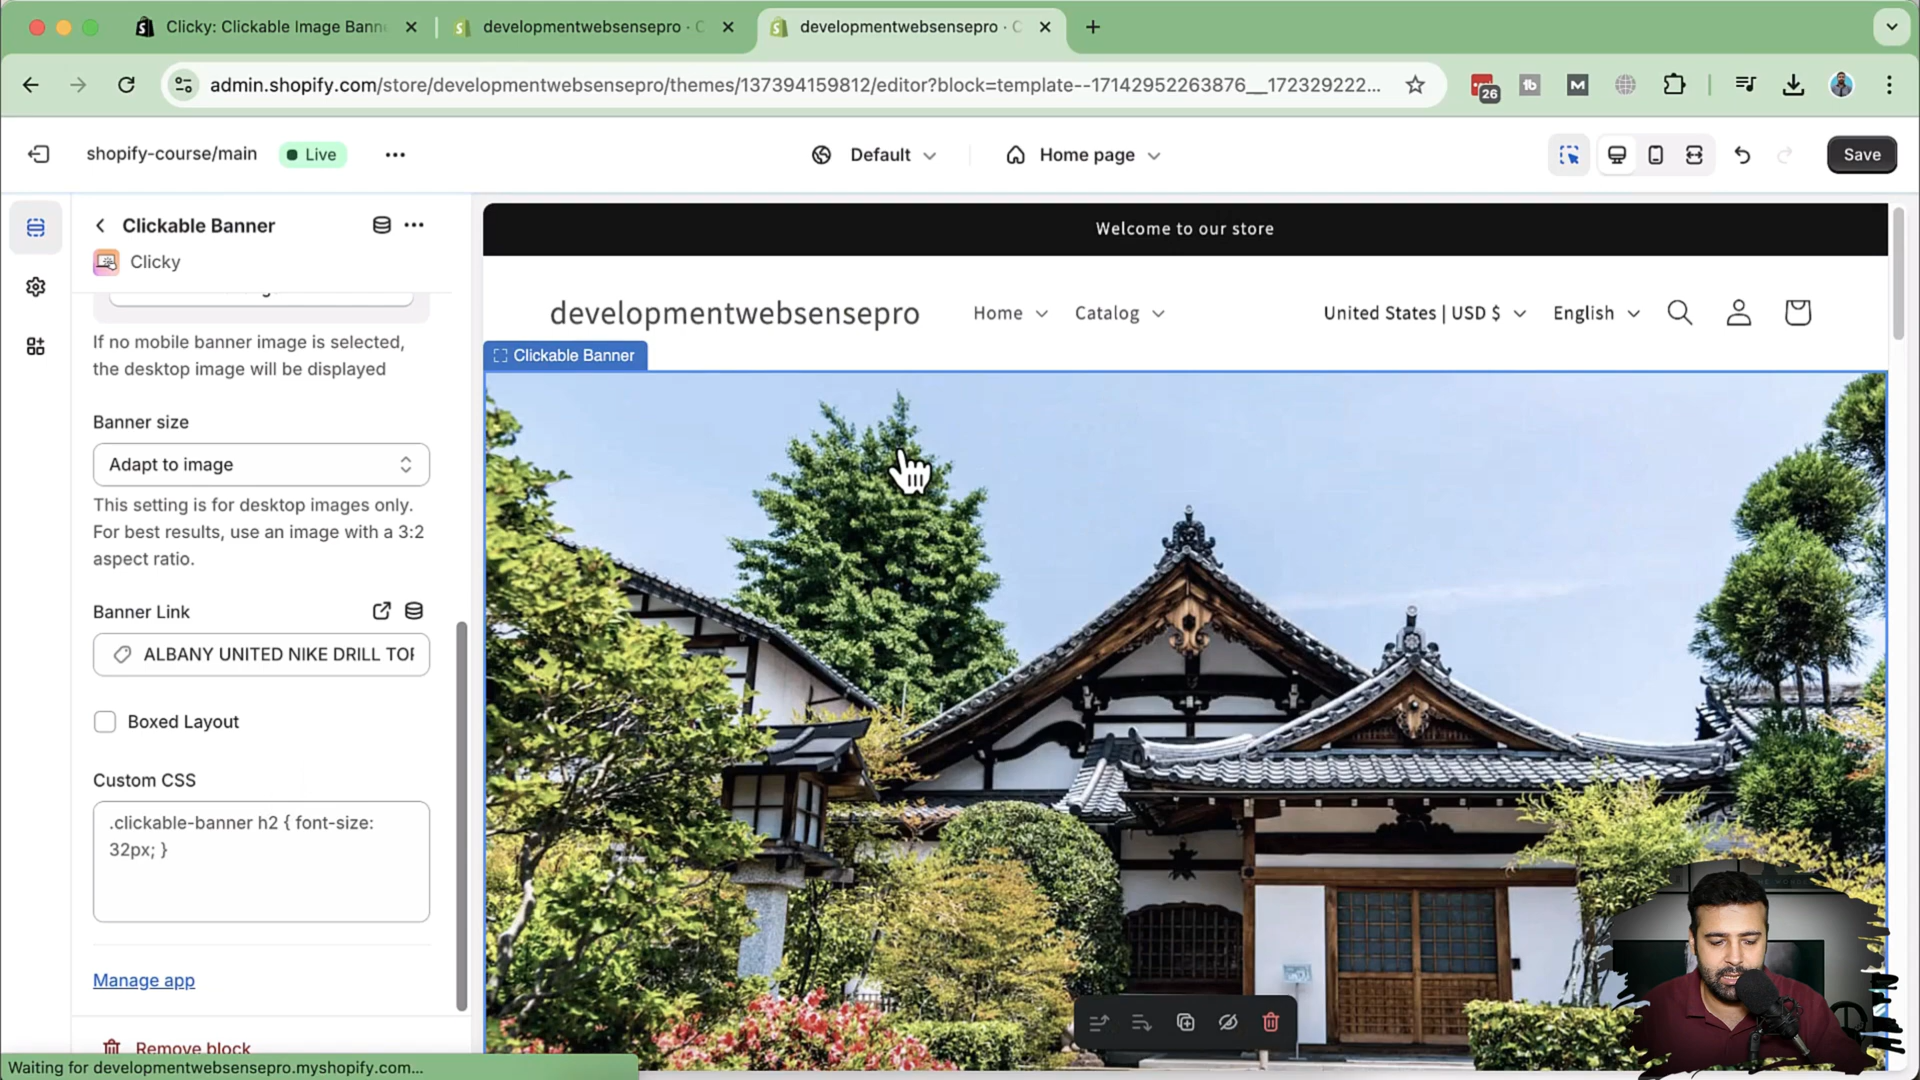 Clicky: Clickable Image Bann
developmentwebsensepro · C
developmentwebsensepro · C
admin.shopify.com/store/developmentwebsensepro/themes/137394159812/editor?block=template--17142952263876__172329222...
26
shopify-course/main
Live
Default
Home page
Save
Clickable Banner
Clicky
If no mobile banner image is selected,
the desktop image will be displayed
Banner size
Adapt to image
This setting is for desktop images only.
For best results, use an image with a 3:2
aspect ratio.
Banner Link
ALBANY UNITED NIKE DRILL TOP
Boxed Layout
Custom CSS
.clickable-banner h2 { font-size:
32px; }
Manage app
Remove block
Waiting for developmentwebsensepro.myshopify.com...
Welcome to our store
developmentwebsensepro
Home
Catalog
United States | USD $
English
Clickable Banner